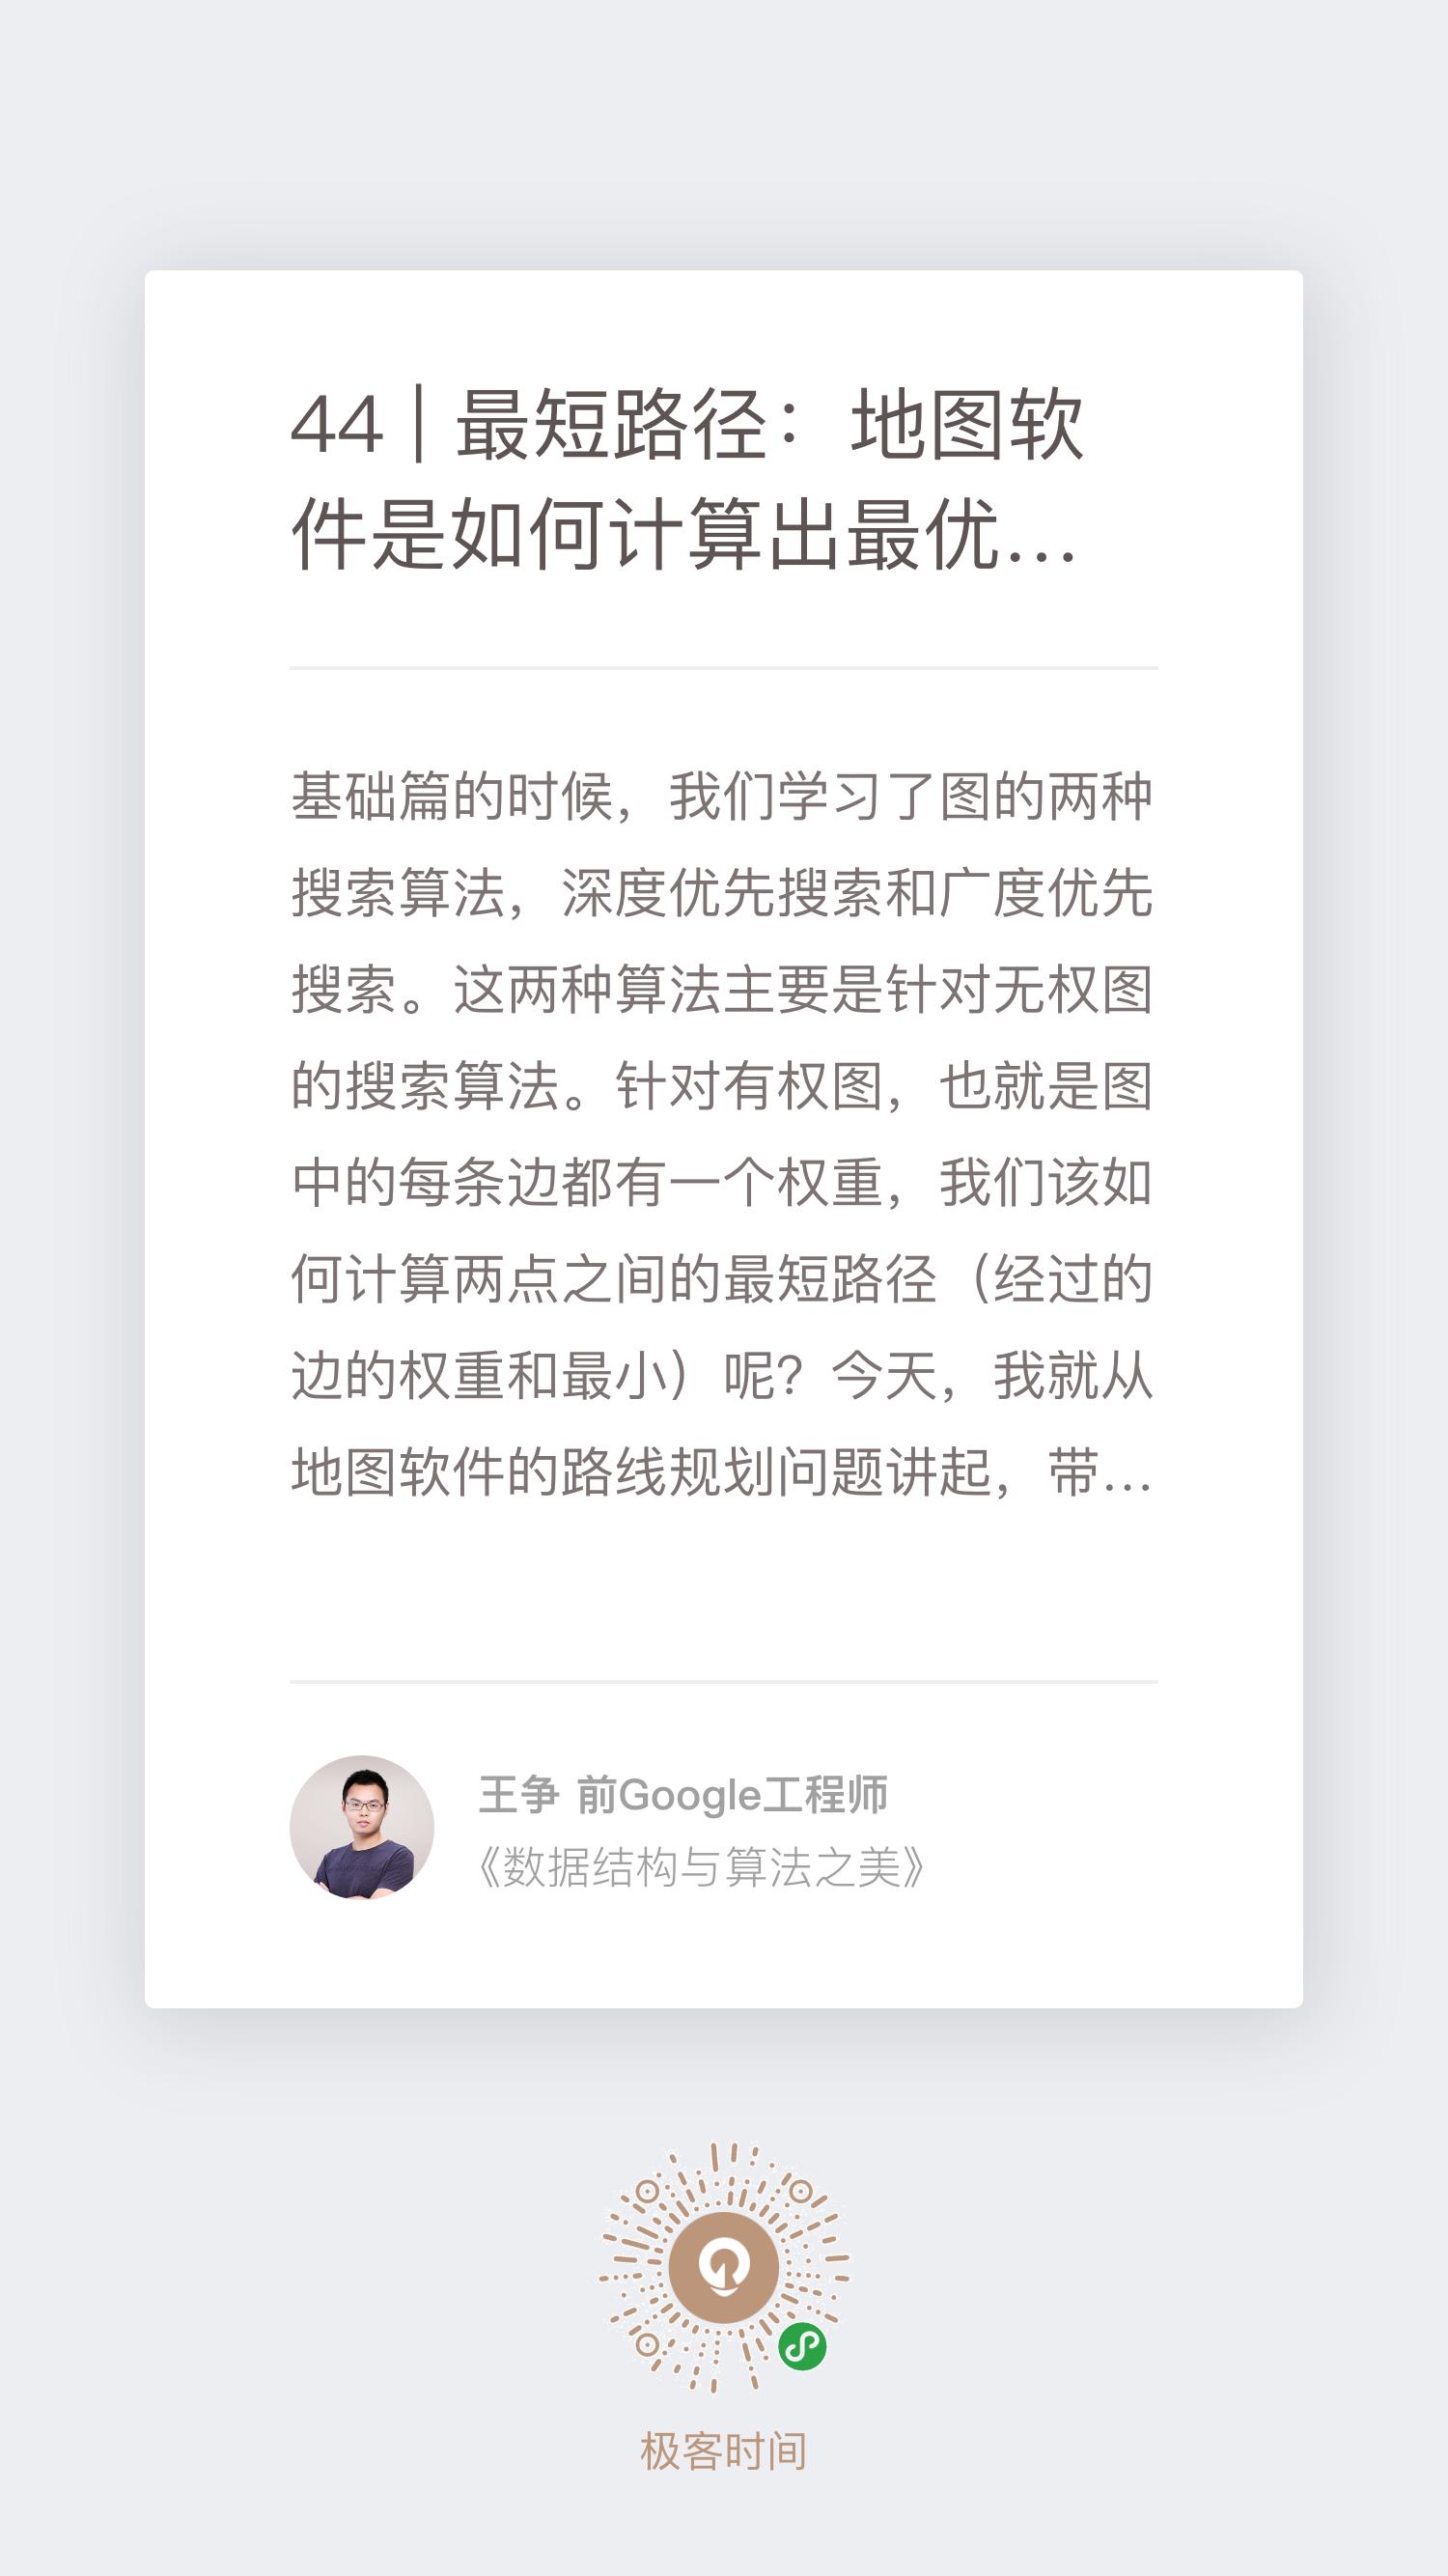 44 | 最短路径：地图软
件是如何计算出最优…
基础篇的时候，我们学习了图的两种
搜索算法，深度优先搜索和广度优先
搜索。这两种算法主要是针对无权图
的搜索算法。针对有权图，也就是图
中的每条边都有一个权重，我们该如
何计算两点之间的最短路径（经过的
边的权重和最小）呢？今天，我就从
地图软件的路线规划问题讲起，带…
王争 前Google工程师
《数据结构与算法之美》
极客时间